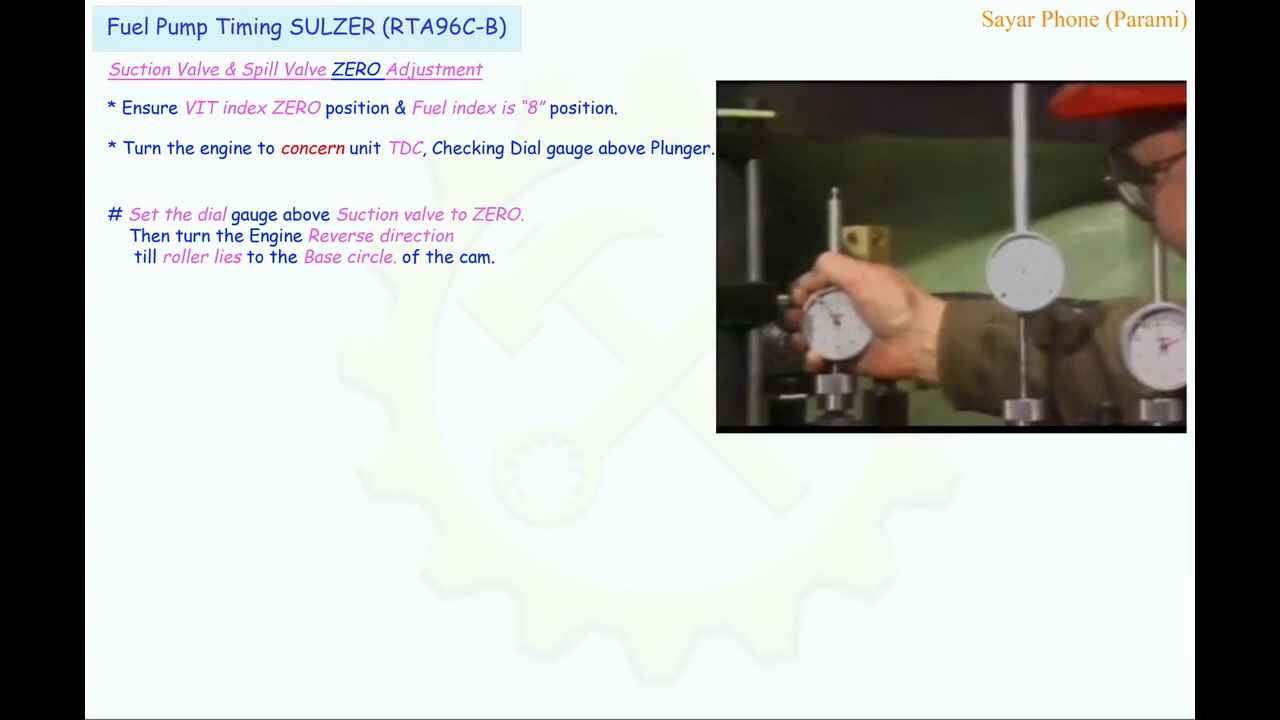 Fuel Pump Timing SULZER (RTA96C-B)
Sayar Phone (Parami)
Suction Valve & Spill Valve ZERO Adjustment
* Ensure VIT index ZERO position & Fuel index is “8” position.
* Turn the engine to concern unit TDC, Checking Dial gauge above Plunger.
# Set the dial gauge above Suction valve to ZERO.
Then turn the Engine Reverse direction
till roller lies to the Base circle. of the cam.